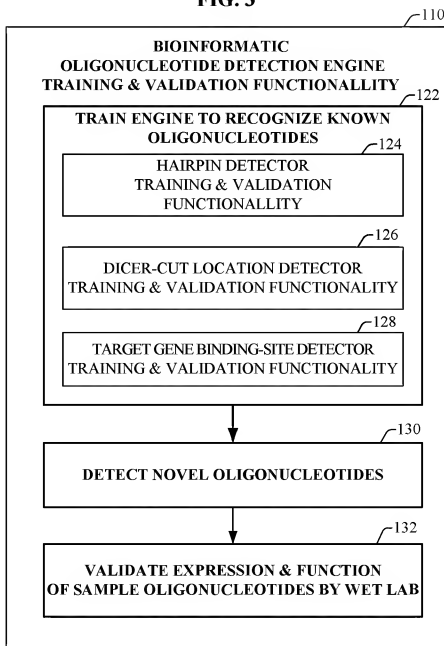 FIG. 3
110
BIOINFORMATIC
OLIGONUCLEOTIDE DETECTION ENGINE
TRAINING & VALIDATION FUNCTIONALLITY
122
TRAIN ENGINE TO RECOGNIZE KNOWN
OLIGONUCLEOTIDES
124
HAIRPIN DETECTOR
TRAINING & VALIDATION
FUNCTIONALLITY
126
DICER-CUT LOCATION DETECTOR
TRAINING & VALIDATION FUNCTIONALITY
128
TARGET GENE BINDING-SITE DETECTOR
TRAINING & VALIDATION FUNCTIONALITY
130
DETECT NOVEL OLIGONUCLEOTIDES
132
VALIDATE EXPRESSION & FUNCTION
OF SAMPLE OLIGONUCLEOTIDES BY WET LAB